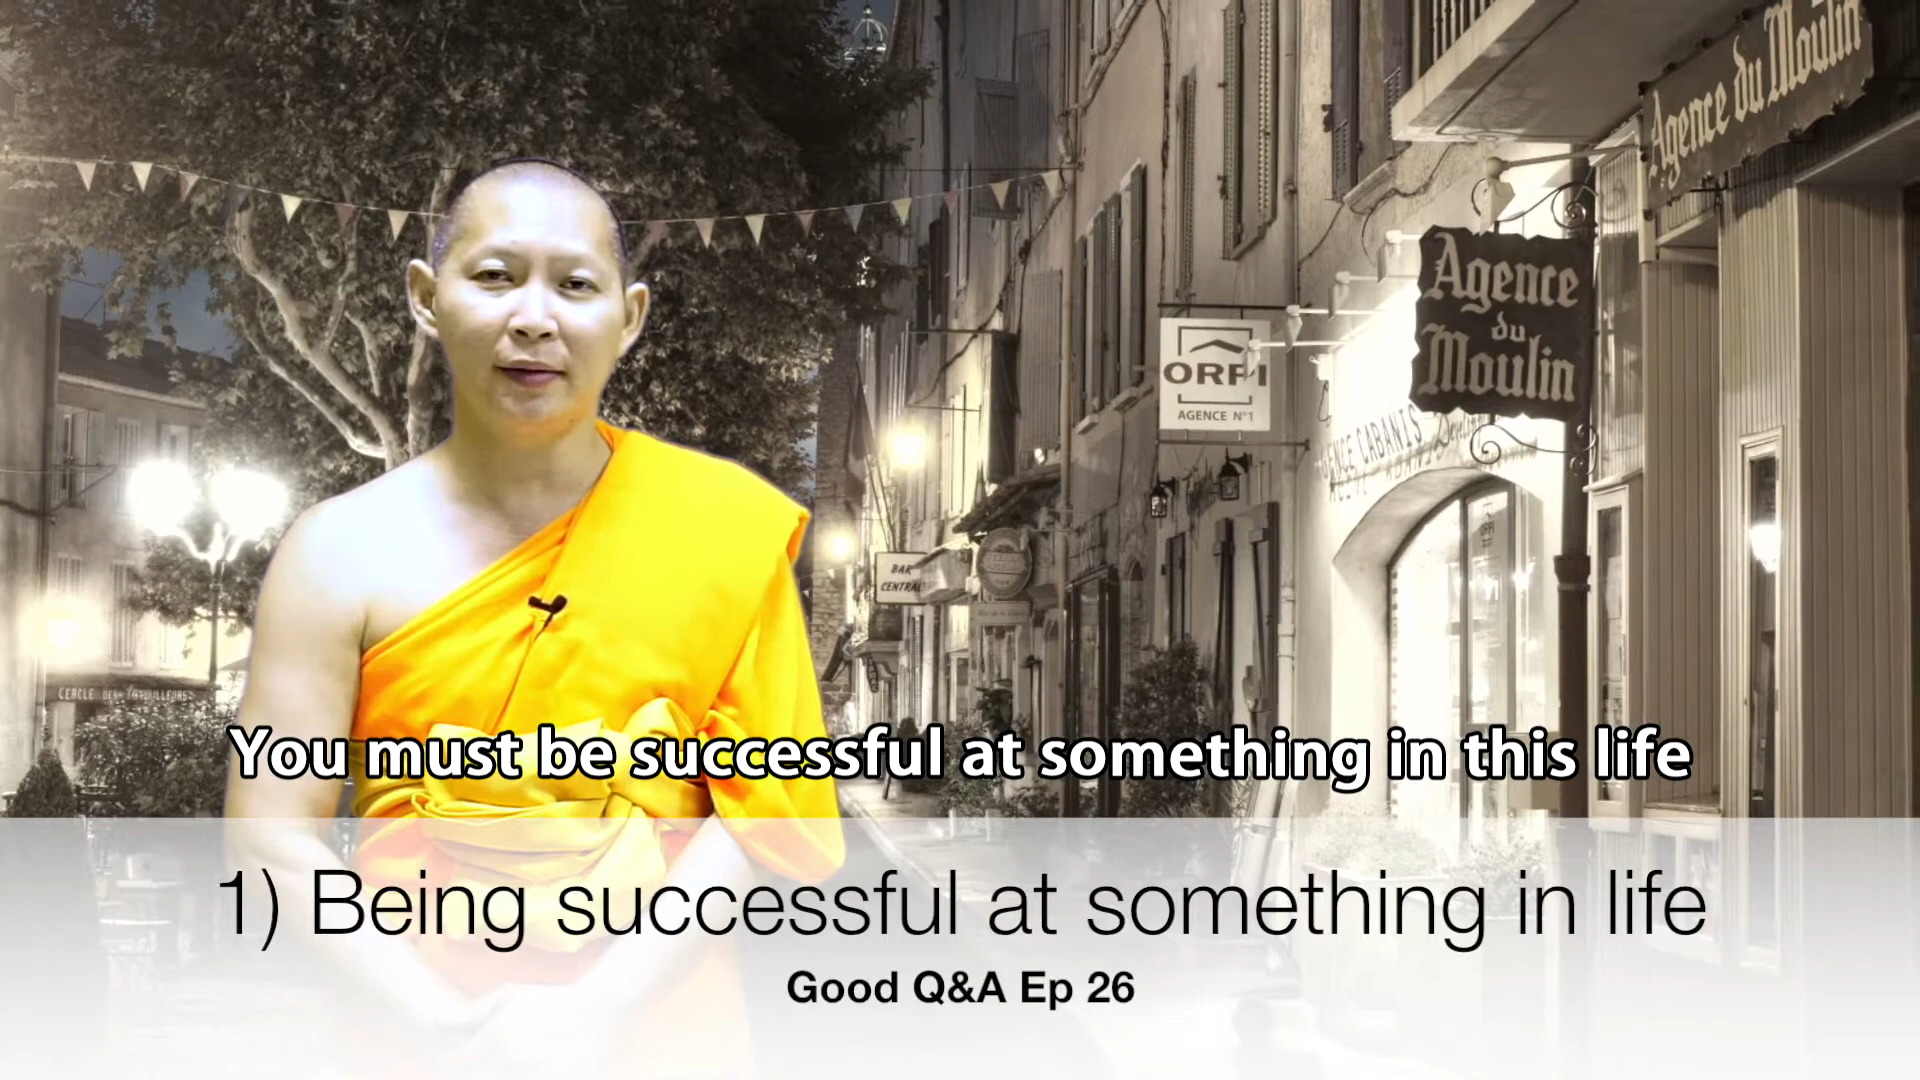 Agence du Moulin
Agence
du
Moulin
ORPI
AGENCE N°1
BAR
CENTRAL
You must be successful at something in this life
1) Being successful at something in life
Good Q&A Ep 26